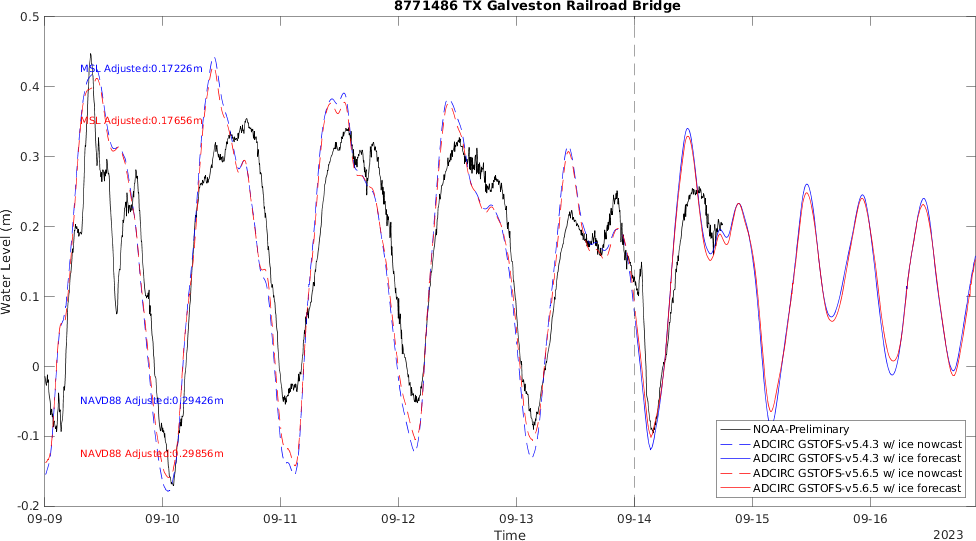 8771486 TX Galveston Railroad Bridge
0.5
0.4
0.3
0.2
0.1
0
-0.1
-0.2
Water Level (m)
MSL Adjusted:0.17226m
MSL Adjusted:0.17656m
NAVD88 Adjusted:0.29426m
NAVD88 Adjusted:0.29856m
NOAA-Preliminary
ADCIRC GSTOFS-v5.4.3 w/ ice nowcast
ADCIRC GSTOFS-v5.4.3 w/ ice forecast
ADCIRC GSTOFS-v5.6.5 w/ ice nowcast
ADCIRC GSTOFS-v5.6.5 w/ ice forecast
09-09 09-10 09-11 09-12 09-13 09-14 09-15 09-16
Time
2023